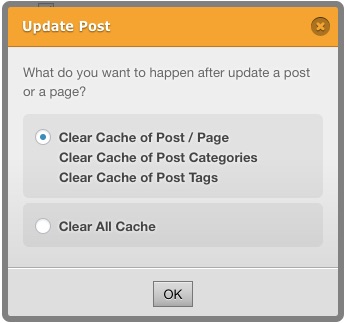 Update Post
What do you want to happen after update a post
or a page?
Clear Cache of Post / Page
Clear Cache of Post Categories
Clear Cache of Post Tags
Clear All Cache
OK